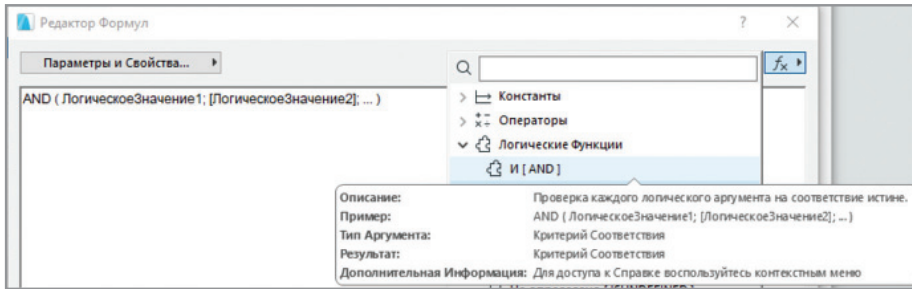 Редактор Формул
?
Параметры и Свойства...
fx
AND ( ЛогическоеЗначение1; [ЛогическоеЗначение2]; ... )
Константы
Операторы
Логические Функции
И [ AND ]
Описание: Проверка каждого логического аргумента на соответствие истине.
Пример: AND ( ЛогическоеЗначение1; [ЛогическоеЗначение2]; ... )
Тип Аргумента: Критерий Соответствия
Результат: Критерий Соответствия
Дополнительная Информация: Для доступа к Справке воспользуйтесь контекстным меню